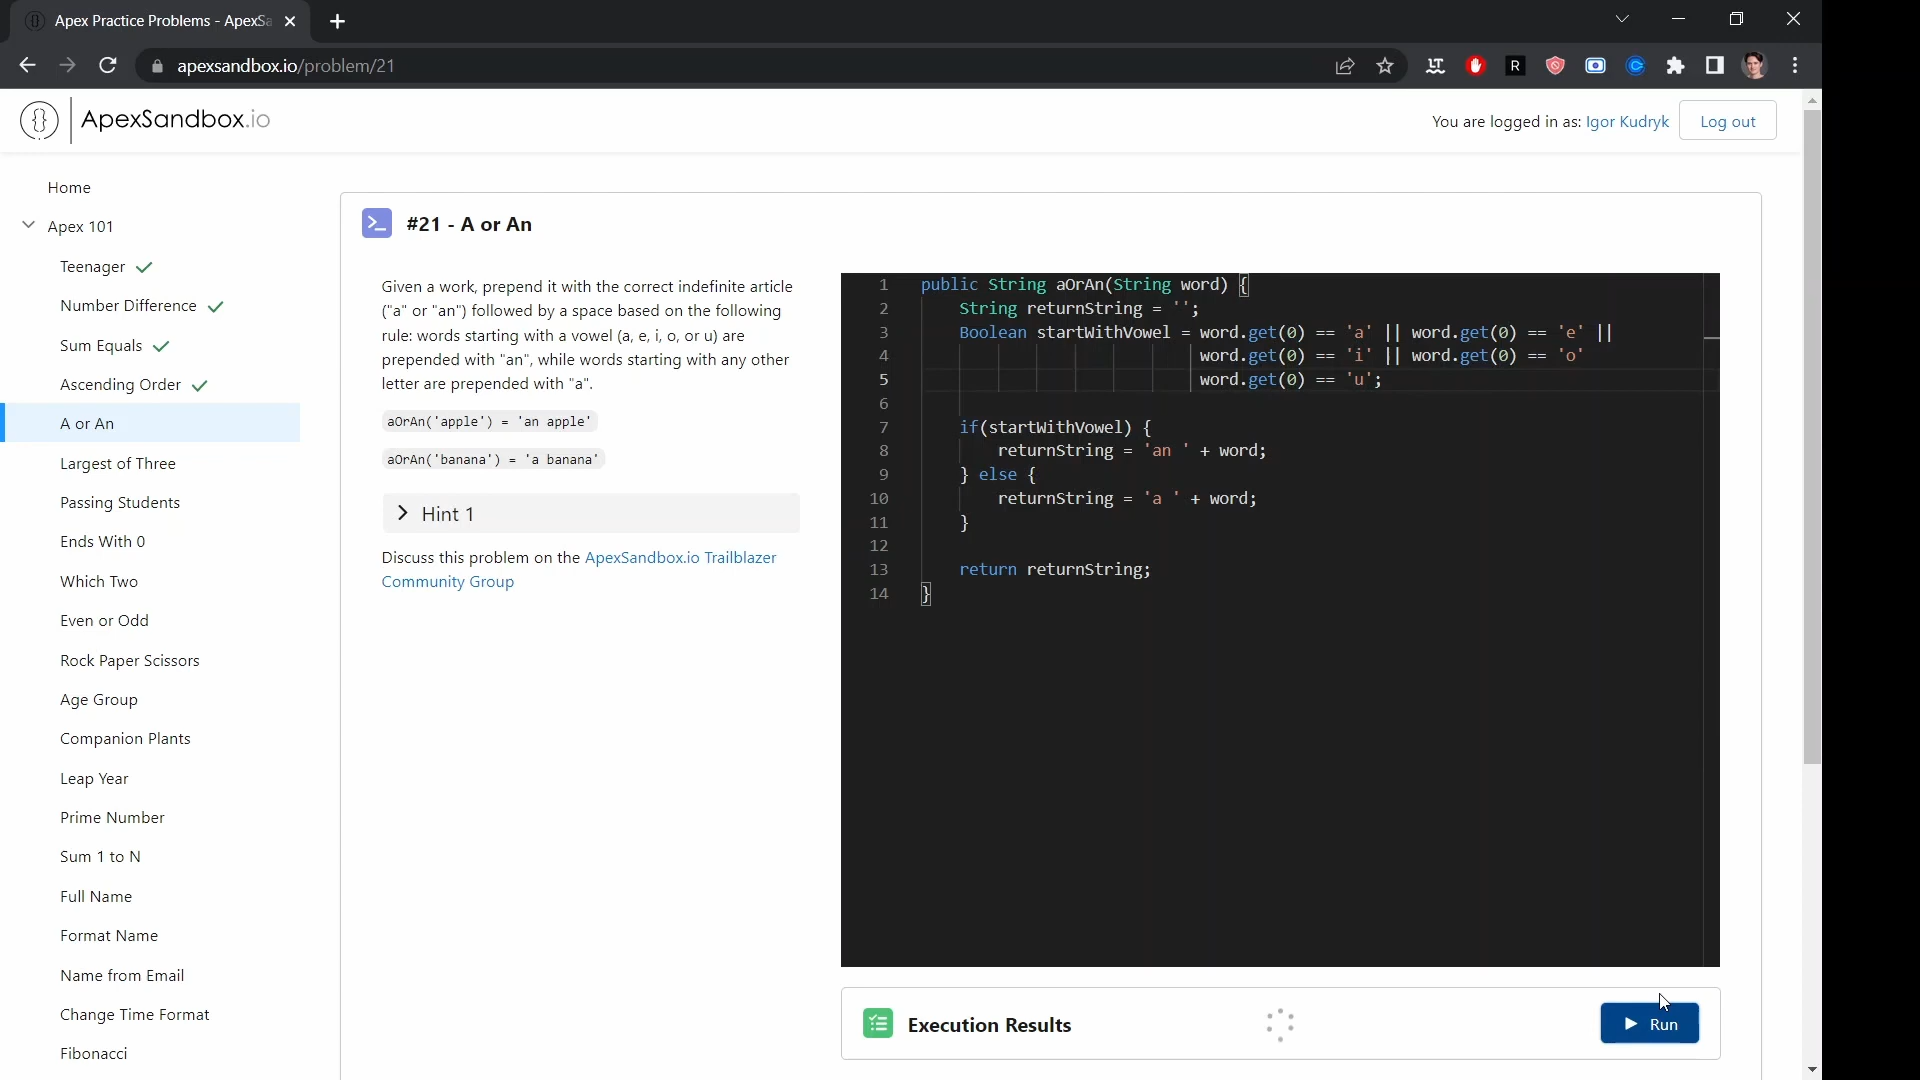 Apex Practice Problems - ApexSa
apexsandbox.io/problem/21
ApexSandbox.io
You are logged in as: Igor Kudryk
Log out
Home
Apex 101
Teenager
Number Difference
Sum Equals
Ascending Order
A or An
Largest of Three
Passing Students
Ends With 0
Which Two
Even or Odd
Rock Paper Scissors
Age Group
Companion Plants
Leap Year
Prime Number
Sum 1 to N
Full Name
Format Name
Name from Email
Change Time Format
Fibonacci
#21 - A or An
Given a work, prepend it with the correct indefinite article
("a" or "an") followed by a space based on the following
rule: words starting with a vowel (a, e, i, o, or u) are
prepended with "an", while words starting with any other
letter are prepended with "a".
aOrAn('apple') = 'an apple'
aOrAn('banana') = 'a banana'
Hint 1
Discuss this problem on the ApexSandbox.io Trailblazer
Community Group
1 public String aOrAn(String word) {
2 String returnString = '';
3 Boolean startWithVowel = word.get(0) == 'a' || word.get(0) == 'e' ||
4 word.get(0) == 'i' || word.get(0) == 'o'
5 word.get(0) == 'u';
6
7 if(startWithVowel) {
8 returnString = 'an ' + word;
9 } else {
10 returnString = 'a ' + word;
11 }
12
13 return returnString;
14 }
Execution Results
Run